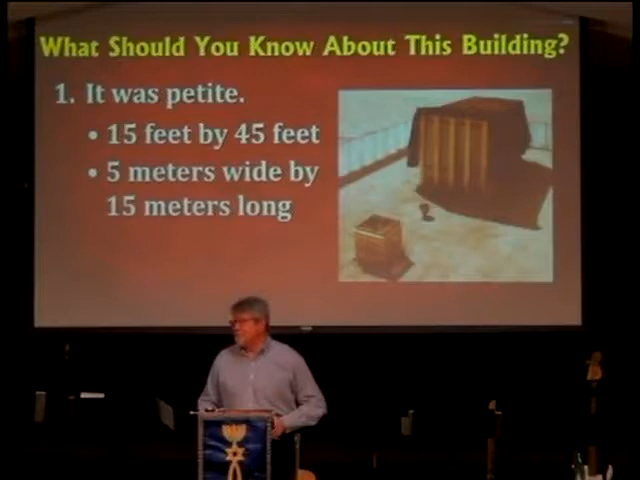 What Should You Know About This Building?
1. It was petite.
• 15 feet by 45 feet
• 5 meters wide by
15 meters long